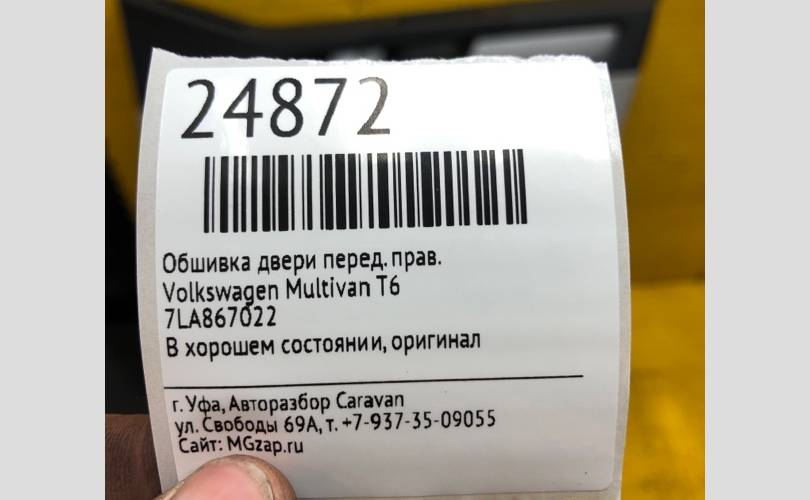 24872
Обшивка двери перед. прав.
Volkswagen Multivan T6
7LA867022
В хорошем состоянии, оригинал
г. Уфа, Авторазбор Caravan
ул. Свободы 69А, т. +7-937-35-09055
Сайт: MGzap.ru